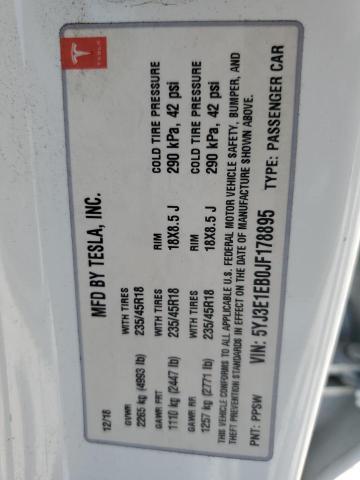 TESLA
MFD BY TESLA, INC.
12/18
GVWR WITH TIRES RIM COLD TIRE PRESSURE
2265 kg (4993 lb) 235/45R18 18X8.5 J 290 kPa, 42 psi
GAWR FRT WITH TIRES RIM COLD TIRE PRESSURE
1110 kg (2447 lb) 235/45R18 18X8.5 J 290 kPa, 42 psi
GAWR RR
1257 kg (2771 lb) 235/45R18
THIS VEHICLE CONFORMS TO ALL APPLICABLE U.S. FEDERAL MOTOR VEHICLE SAFETY, BUMPER, AND
THEFT PREVENTION STANDARDS IN EFFECT ON THE DATE OF MANUFACTURE SHOWN ABOVE.
PNT: PPSW VIN: 5YJ3E1EB0JF178895 TYPE: PASSENGER CAR